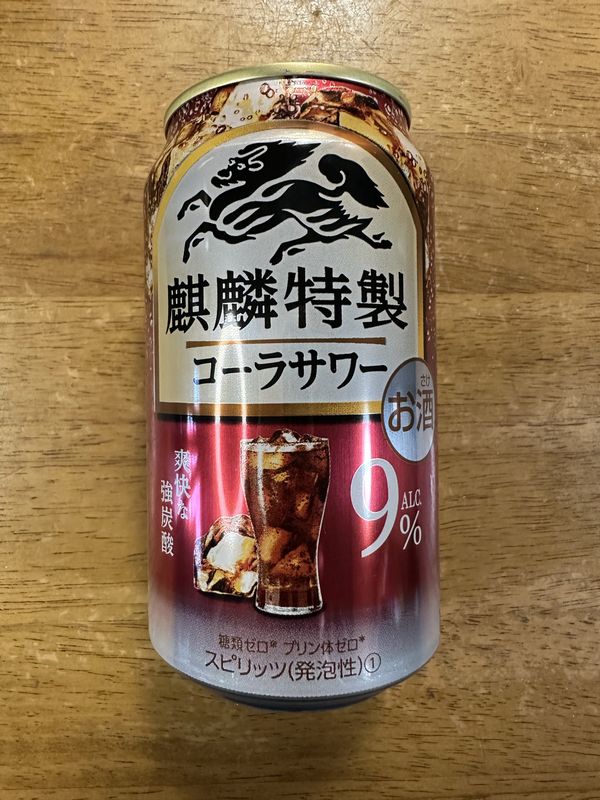 麒麟特製
コーラサワー
さけ
お酒
爽快な
強炭酸
9
ALC.
%
糖類ゼロ※ プリン体ゼロ※
スピリッツ(発泡性)①